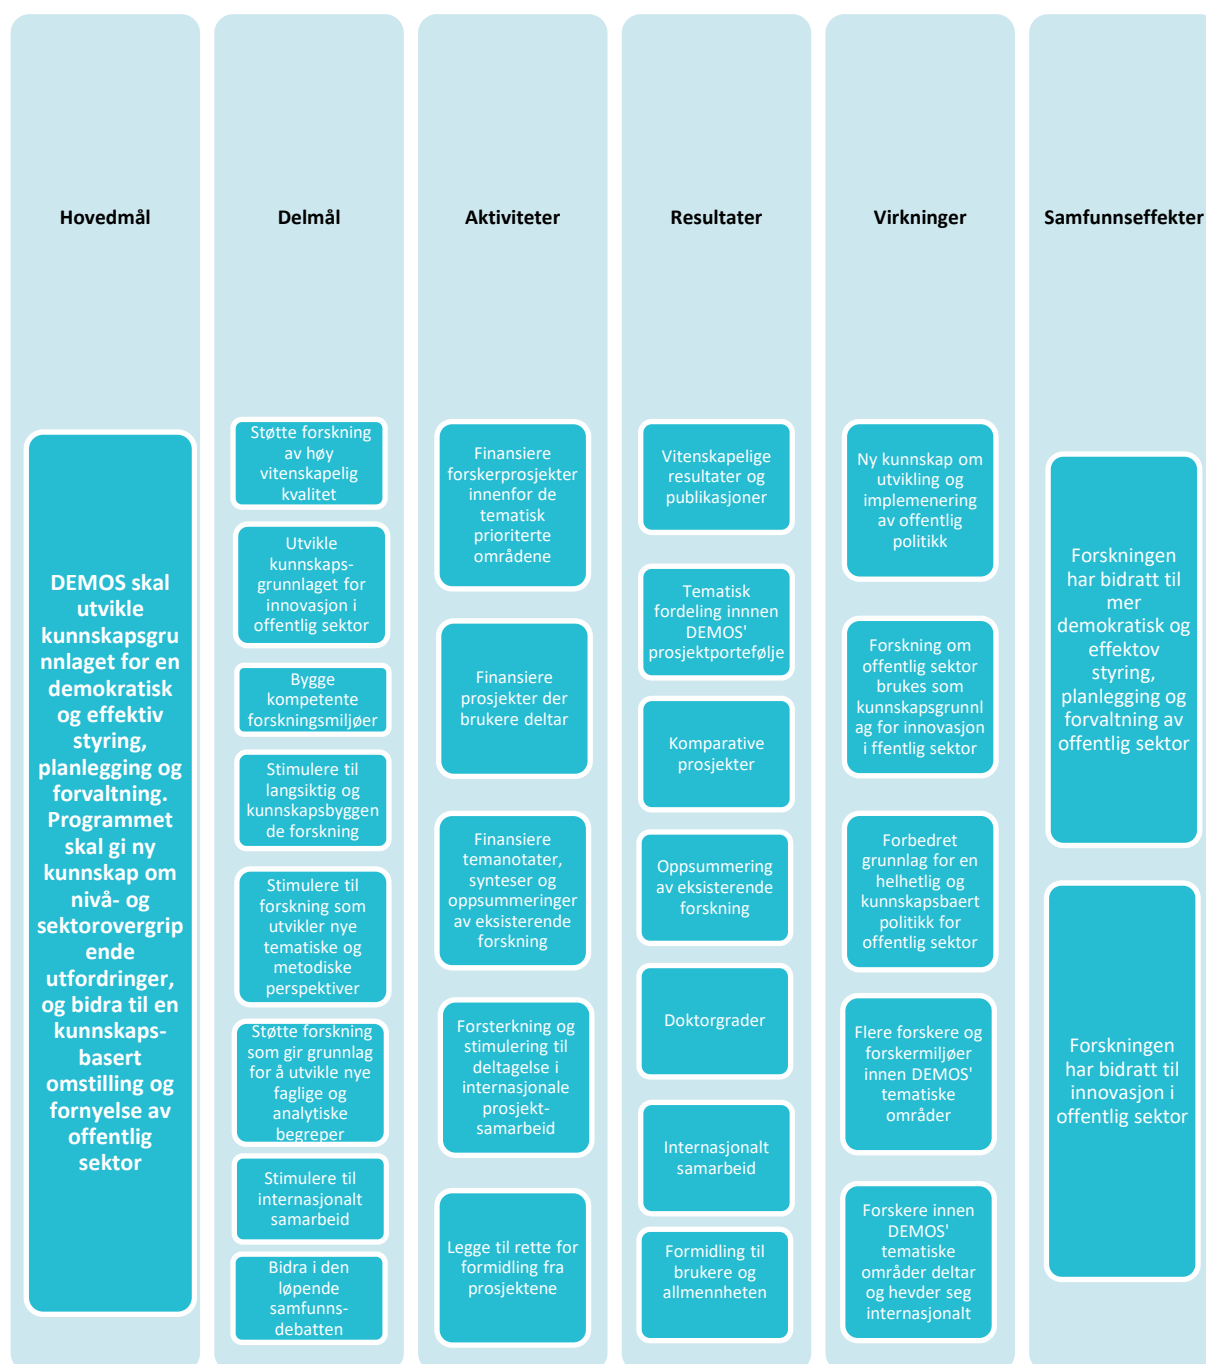 Hovedmål
DEMOS skal
utvikle
kunnskapsgru
nnlaget for en
demokratisk
og effektiv
styring,
planlegging og
forvaltning.
Programmet
skal gi ny
kunnskap om
nivå- og
sektorovergrip
ende
utfordringer,
og bidra til en
kunnskaps-
basert
omstilling og
fornyelse av
offentlig
sektor
Delmål
Støtte forskning
av høy
vitenskapelig
kvalitet
Utvikle
kunnskaps-
grunnlaget for
innovasjon i
offentlig sektor
Bygge
kompetente
forskningsmiljøer
Stimulere til
langsiktig og
kunnskapsbyggen
de forskning
Stimulere til
forskning som
utvikler nye
tematiske og
metodiske
perspektiver
Støtte forskning
som gir grunnlag
for å utvikle nye
faglige og
analytiske
begreper
Stimulere til
internasjonalt
samarbeid
Bidra i den
løpende
samfunns-
debatten
Aktiviteter
Finansiere
forskerprosjekter
innenfor de
tematisk
prioriterte
områdene
Finansiere
prosjekter der
brukere deltar
Finansiere
temanotater,
synteser og
oppsummeringer
av eksisterende
forskning
Forsterkning og
stimulering til
deltagelse i
internasjonale
prosjekt-
samarbeid
Legge til rette for
formidling fra
prosjektene
Resultater
Vitenskapelige
resultater og
publikasjoner
Tematisk
fordeling innnen
DEMOS'
prosjektportefølje
Komparative
prosjekter
Oppsummering
av eksisterende
forskning
Doktorgrader
Internasjonalt
samarbeid
Formidling til
brukere og
allmennheten
Virkninger
Ny kunnskap om
utvikling og
implemenering
av offentlig
politikk
Forskning om
offentlig sektor
brukes som
kunnskapsgrunnl
ag for innovasjon
i ffentlig sektor
Forbedret
grunnlag for en
helhetlig og
kunnskapsbaert
politikk for
offentlig sektor
Flere forskere og
forskermiljøer
innen DEMOS'
tematiske
områder
Forskere innen
DEMOS'
tematiske
områder deltar
og hevder seg
internasjonalt
Samfunnseffekter
Forskningen
har bidratt til
mer
demokratisk og
effektov
styring,
planlegging og
forvaltning av
offentlig sektor
Forskningen
har bidratt til
innovasjon i
offentlig sektor